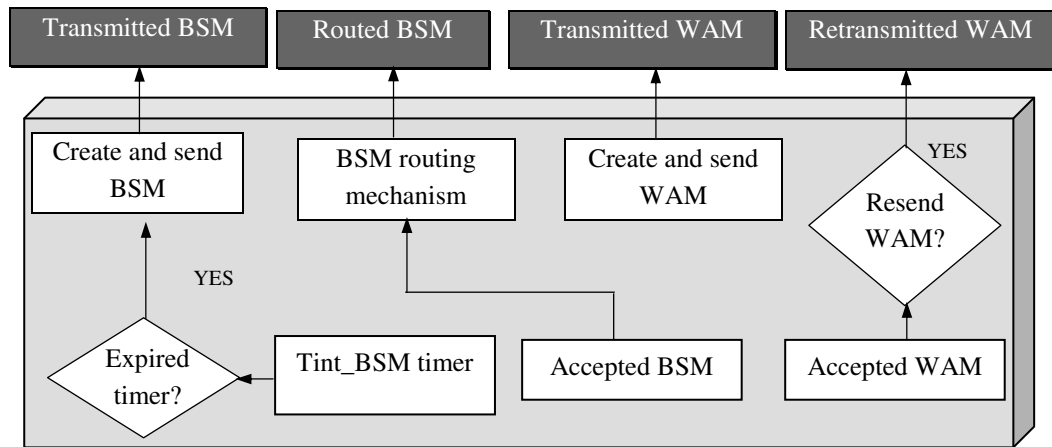 Transmitted BSM
Routed BSM
Transmitted WAM
Retransmitted WAM
Create and send
BSM
BSM routing
mechanism
Create and send
WAM
YES
Resend
WAM?
YES
Expired
timer?
Tint_BSM timer
Accepted BSM
Accepted WAM